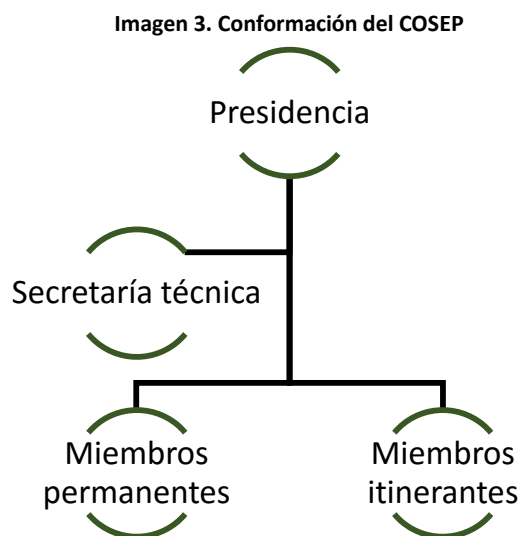 Imagen 3. Conformación del COSEP
Presidencia
Secretaría técnica
Miembros
permanentes
Miembros
itinerantes